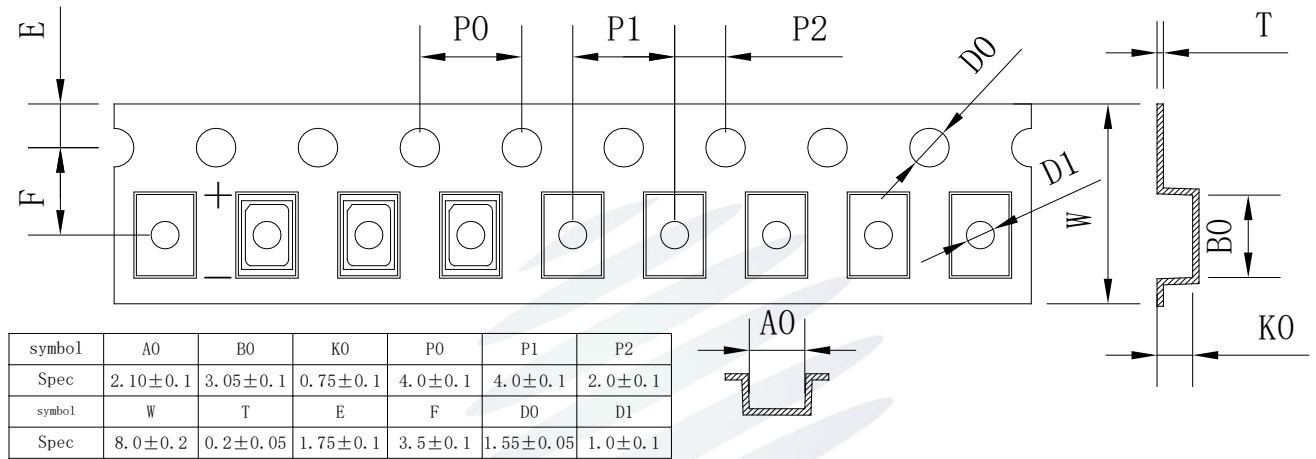 E
P0
P1
P2
D0
T
F
+
−
D1
W
B0
K0
A0
symbol A0 B0 K0 P0 P1 P2
Spec 2.10±0.1 3.05±0.1 0.75±0.1 4.0±0.1 4.0±0.1 2.0±0.1
symbol W T E F D0 D1
Spec 8.0±0.2 0.2±0.05 1.75±0.1 3.5±0.1 1.55±0.05 1.0±0.1